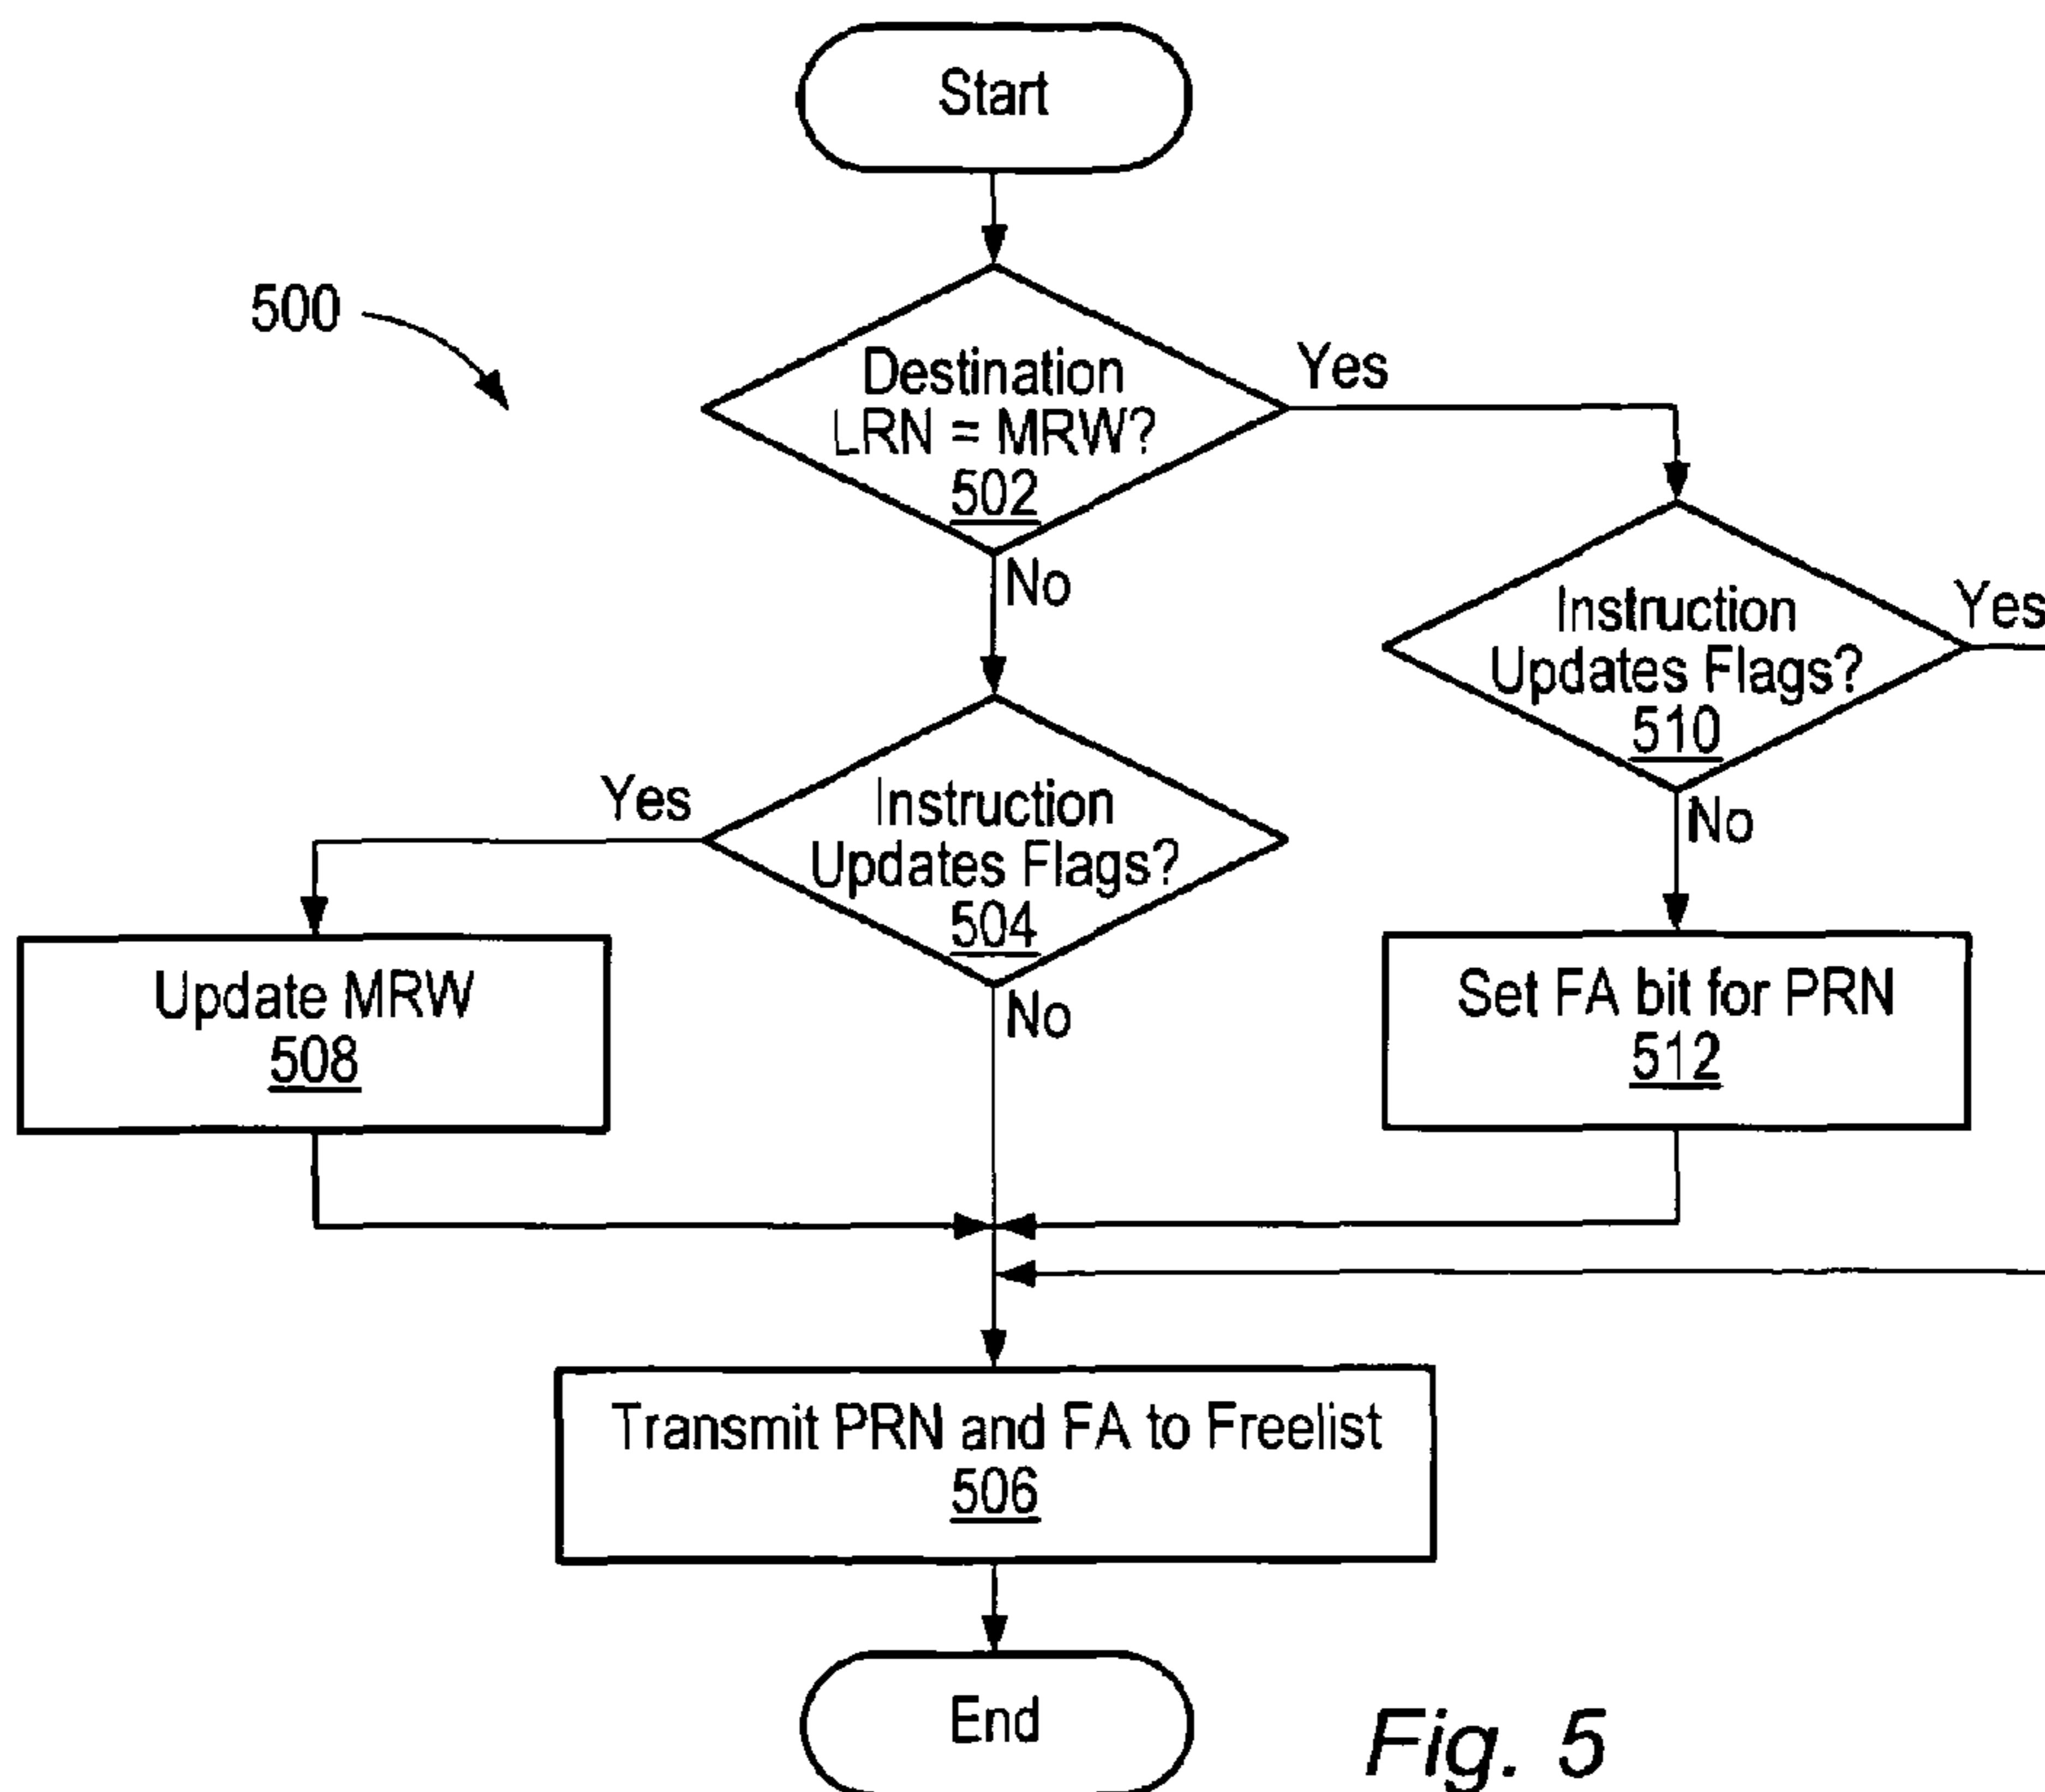 Start
500
Destination
LRN = MRW?
502
Yes
No
Instruction
Updates Flags?
510
Yes
No
Instruction
Updates Flags?
504
Yes
No
Update MRW
508
Set FA bit for PRN
512
Transmit PRN and FA to Freelist
506
End
Fig. 5